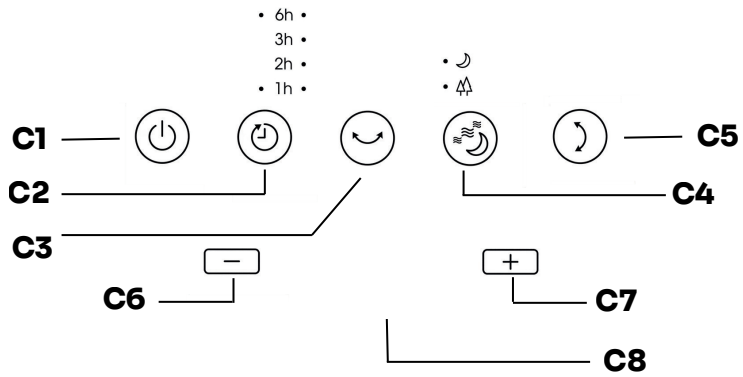 • 6h •
3h •
2h •
• 1h •
C1
C5
C2
C4
C3
−
+
C6
C7
C8